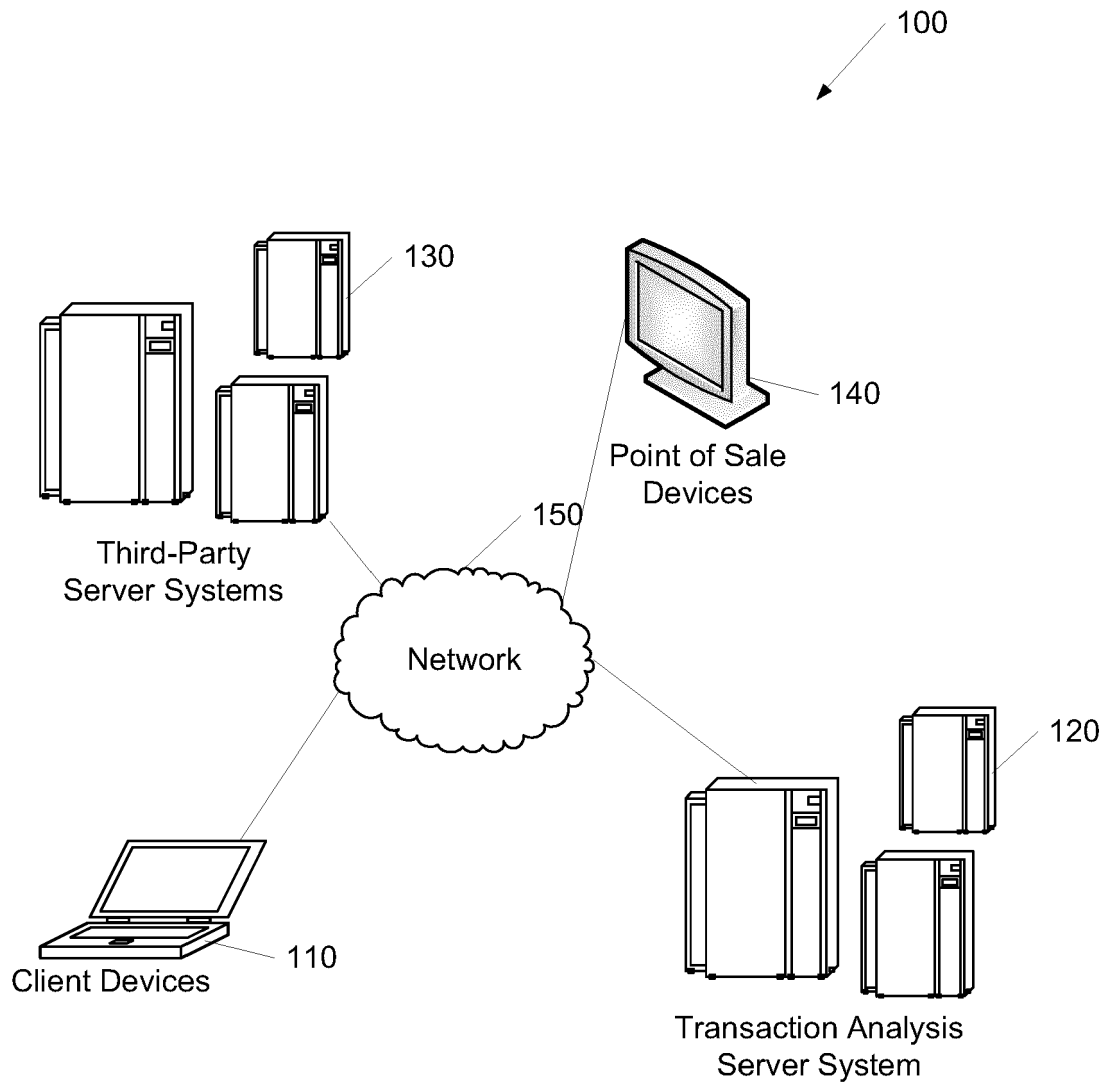 100
130
140
Point of Sale
Devices
150
Third-Party
Server Systems
Network
120
110
Client Devices
Transaction Analysis
Server System